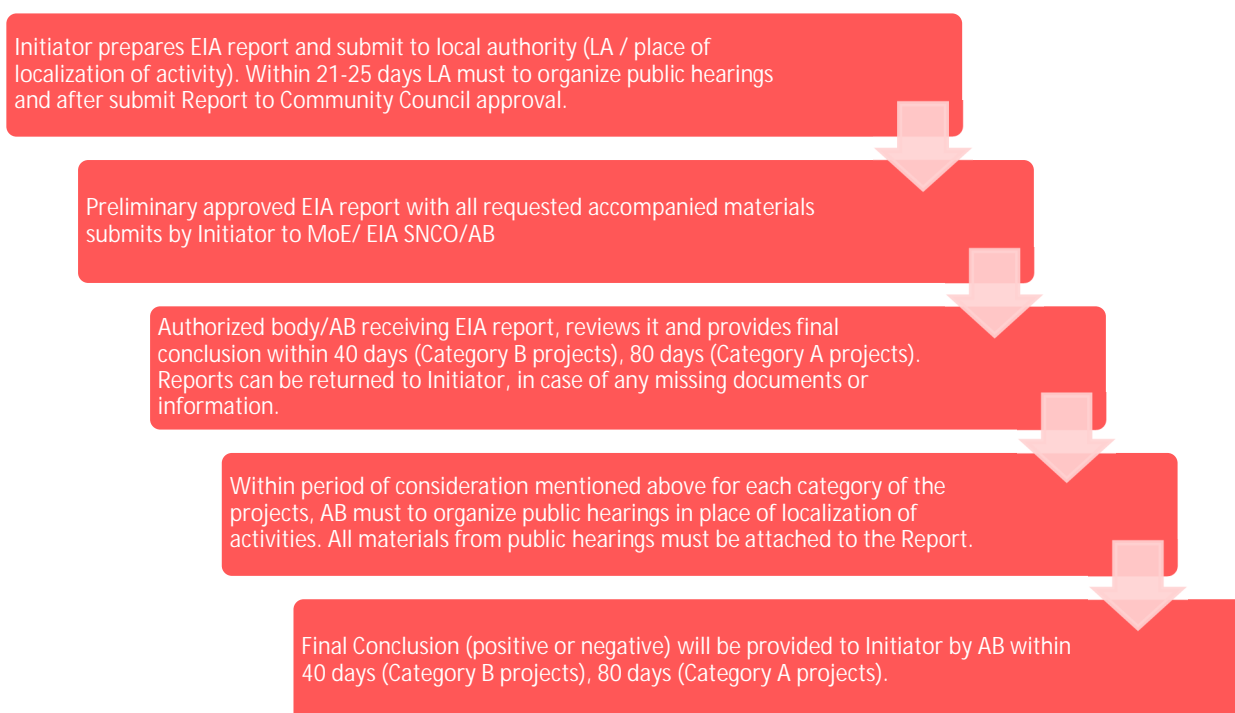 Initiator prepares EIA report and submit to local authority (LA / place of
localization of activity). Within 21-25 days LA must to organize public hearings
and after submit Report to Community Council approval.
Preliminary approved EIA report with all requested accompanied materials
submits by Initiator to MoE/ EIA SNCO/AB
Authorized body/AB receiving EIA report, reviews it and provides final
conclusion within 40 days (Category B projects), 80 days (Category A projects).
Reports can be returned to Initiator, in case of any missing documents or
information.
Within period of consideration mentioned above for each category of the
projects, AB must to organize public hearings in place of localization of
activities. All materials from public hearings must be attached to the Report.
Final Conclusion (positive or negative) will be provided to Initiator by AB within
40 days (Category B projects), 80 days (Category A projects).